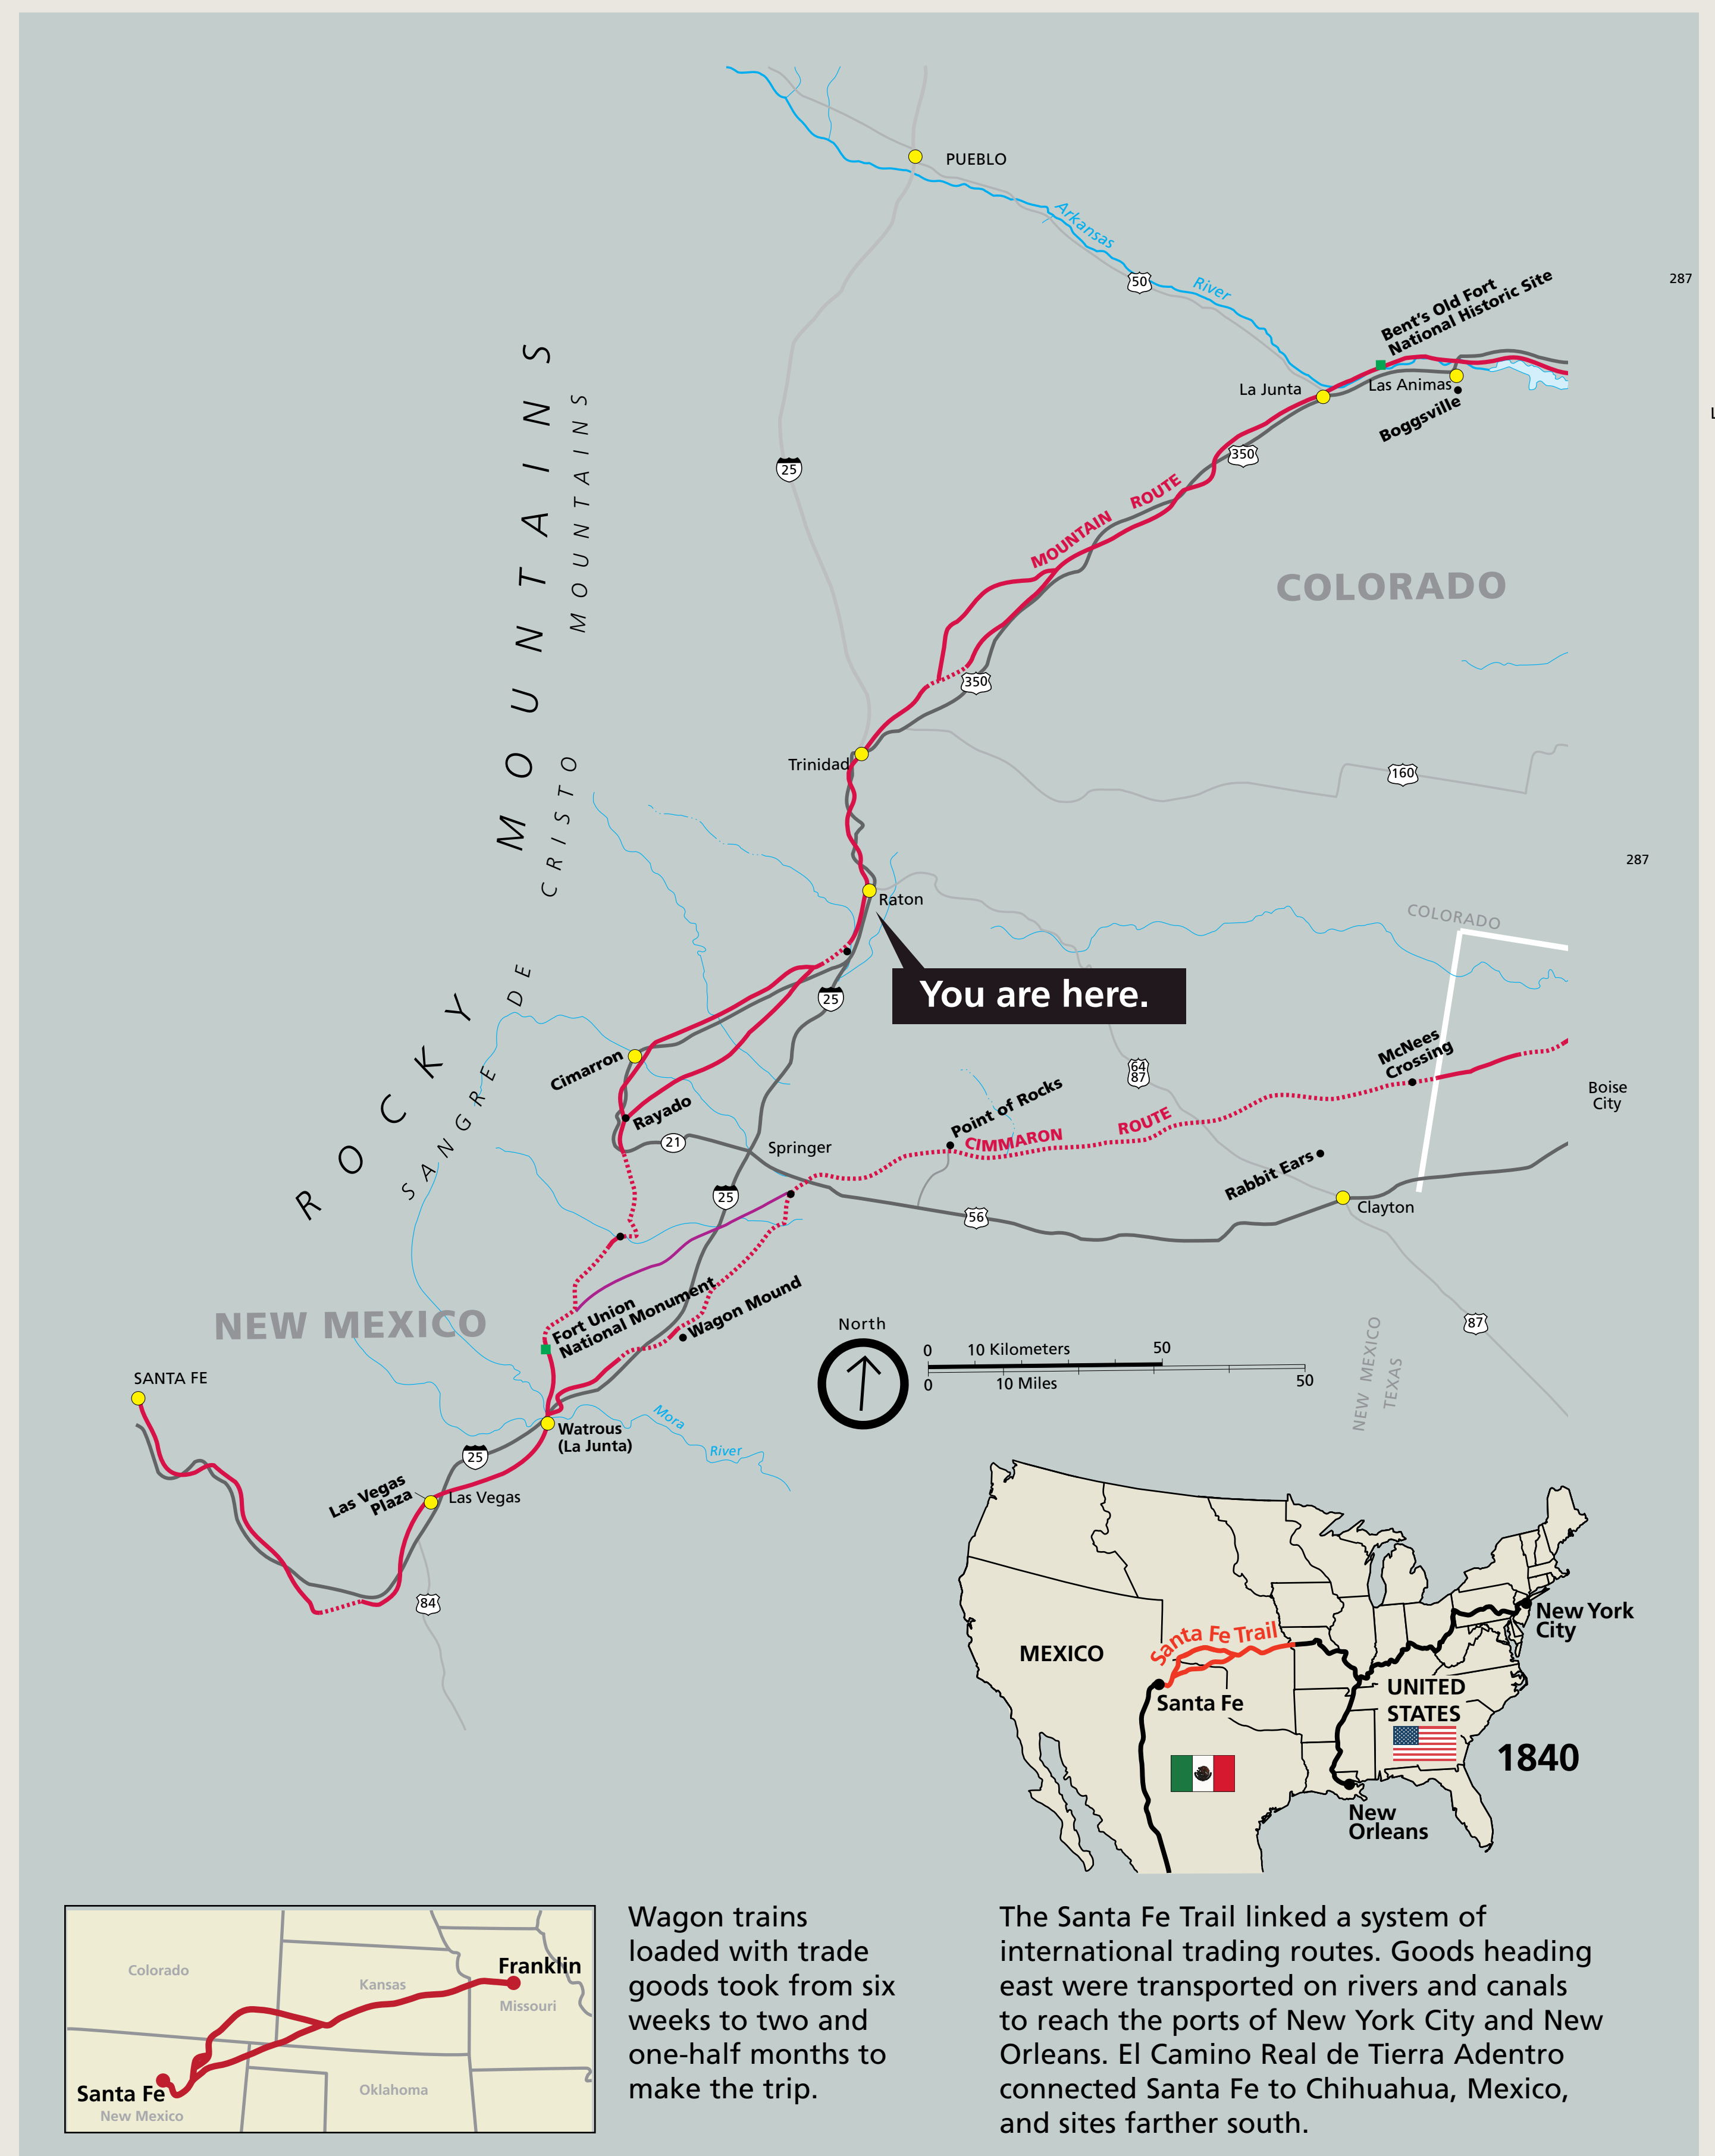 PUEBLO
Arkansas
River
50
287
Bent's Old Fort
National Historic Site
La Junta
Las Animas
Boggsville
L
350
25
MOUNTAIN ROUTE
COLORADO
350
ROCKY MOUNTAINS
SANGRE DE CRISTO MOUNTAINS
Trinidad
160
287
Raton
COLORADO
You are here.
25
Cimarron
McNees
Crossing
64
87
Boise
City
Rayado
Point of Rocks
21
Springer
CIMMARON ROUTE
Rabbit Ears
25
56
Clayton
NEW MEXICO
Fort Union
National Monument
Wagon Mound
North
0 10 Kilometers 50
0 10 Miles 50
87
NEW MEXICO
TEXAS
SANTA FE
Mora
River
Watrous
(La Junta)
25
Las Vegas
Plaza
Las Vegas
84
New York
City
Santa Fe Trail
MEXICO
UNITED
STATES
Santa Fe
1840
New
Orleans
Colorado
Kansas
Franklin
Missouri
Santa Fe
New Mexico
Oklahoma
Wagon trains
loaded with trade
goods took from six
weeks to two and
one-half months to
make the trip.
The Santa Fe Trail linked a system of
international trading routes. Goods heading
east were transported on rivers and canals
to reach the ports of New York City and New
Orleans. El Camino Real de Tierra Adentro
connected Santa Fe to Chihuahua, Mexico,
and sites farther south.